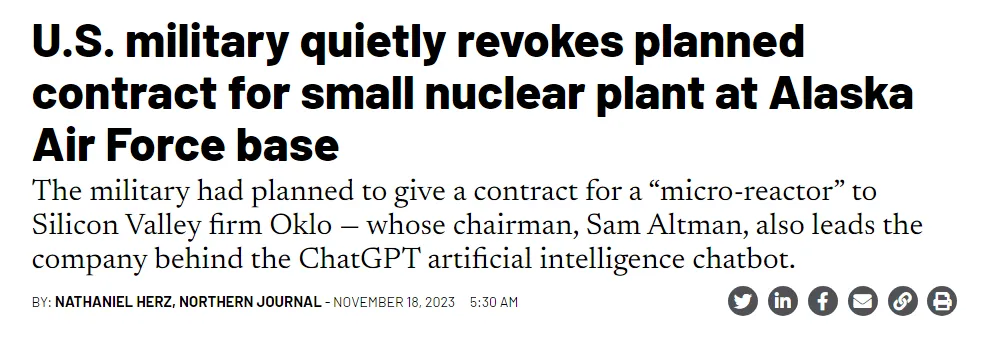 U.S. military quietly revokes planned
contract for small nuclear plant at Alaska
Air Force base
The military had planned to give a contract for a “micro-reactor” to
Silicon Valley firm Oklo – whose chairman, Sam Altman, also leads the
company behind the ChatGPT artificial intelligence chatbot.
BY: NATHANIEL HERZ, NORTHERN JOURNAL - NOVEMBER 18, 2023 5:30 AM